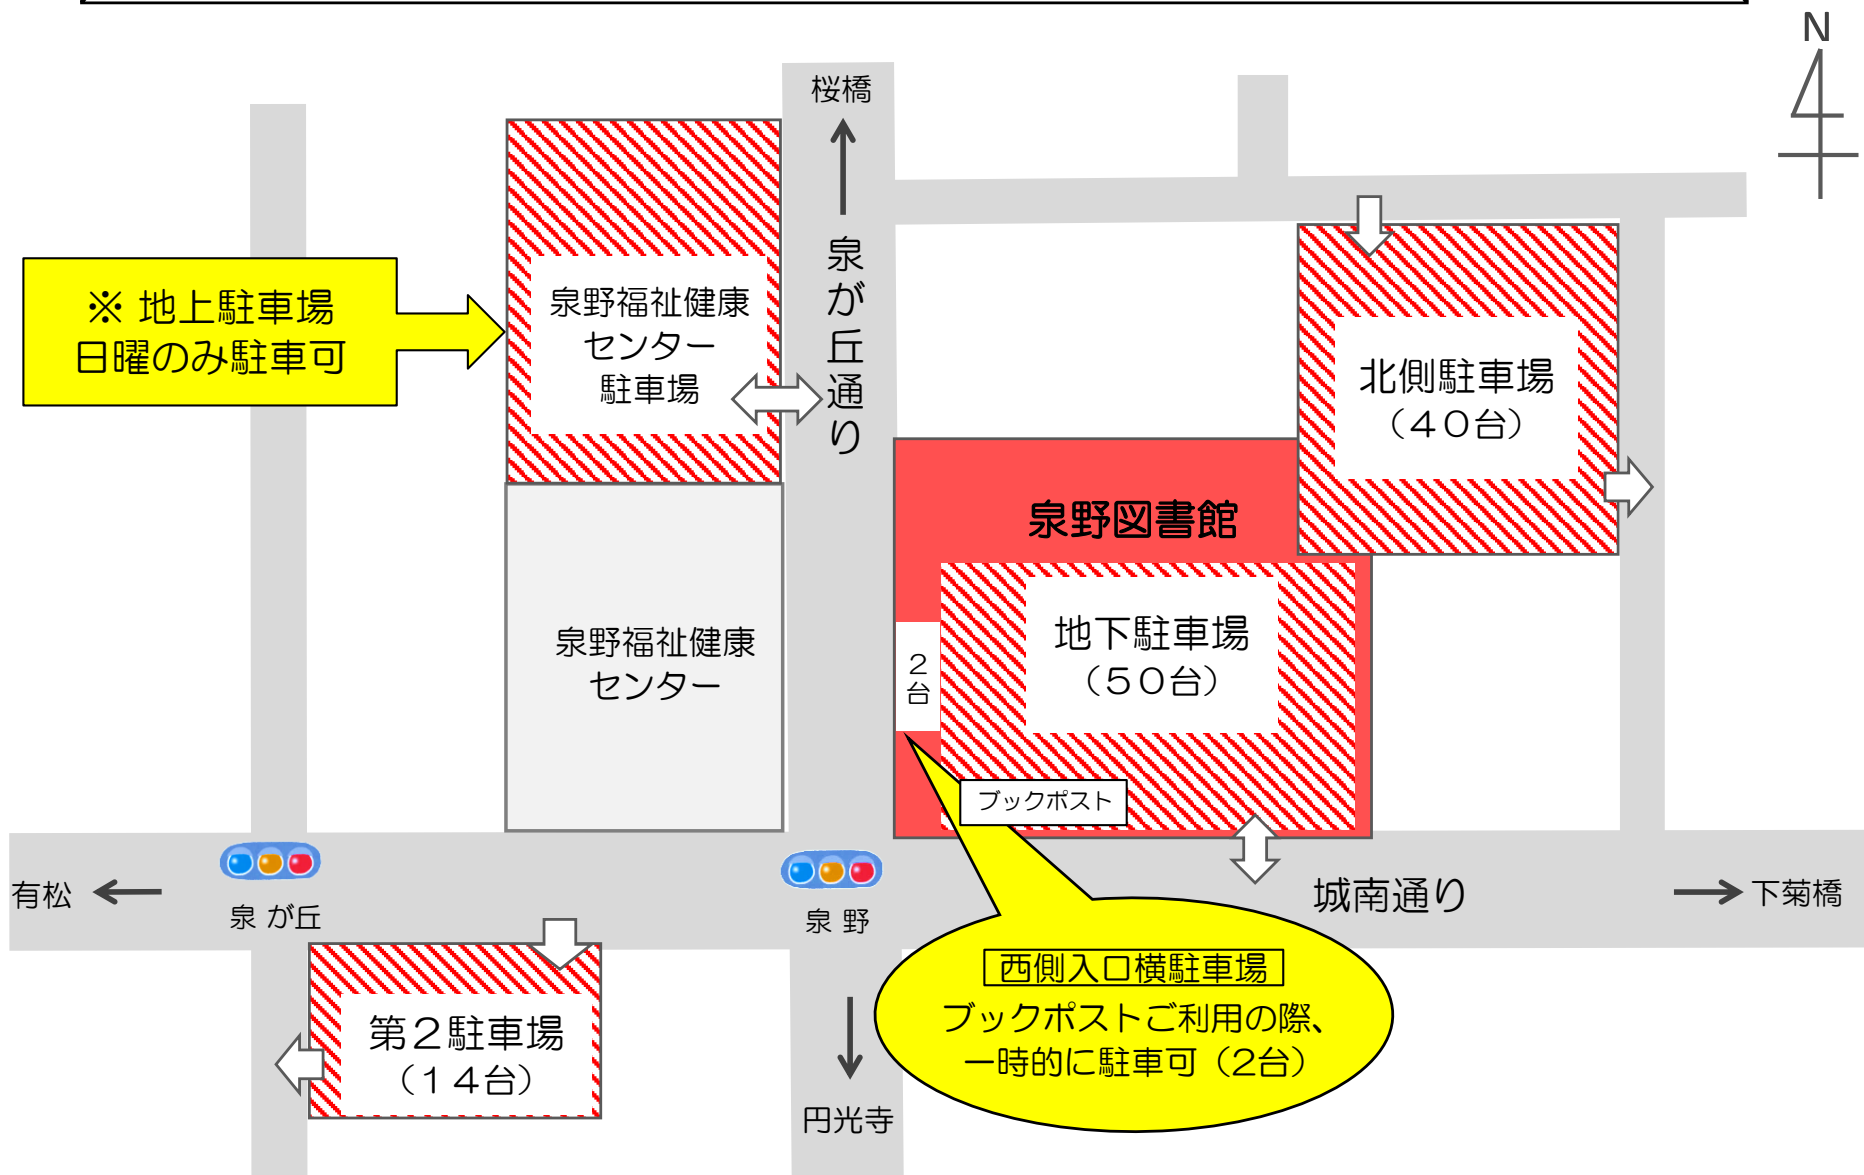 N
桜橋
泉が丘通り
※ 地上駐車場
日曜のみ駐車可
泉野福祉健康
センター
駐車場
北側駐車場
（４０台）
泉野図書館
地下駐車場
（５０台）
２台
泉野福祉健康
センター
ブックポスト
有松
泉 が丘
泉 野
城南通り
下菊橋
西側入口横駐車場
ブックポストご利用の際、
一時的に駐車可（2台）
第２駐車場
（１４台）
円光寺